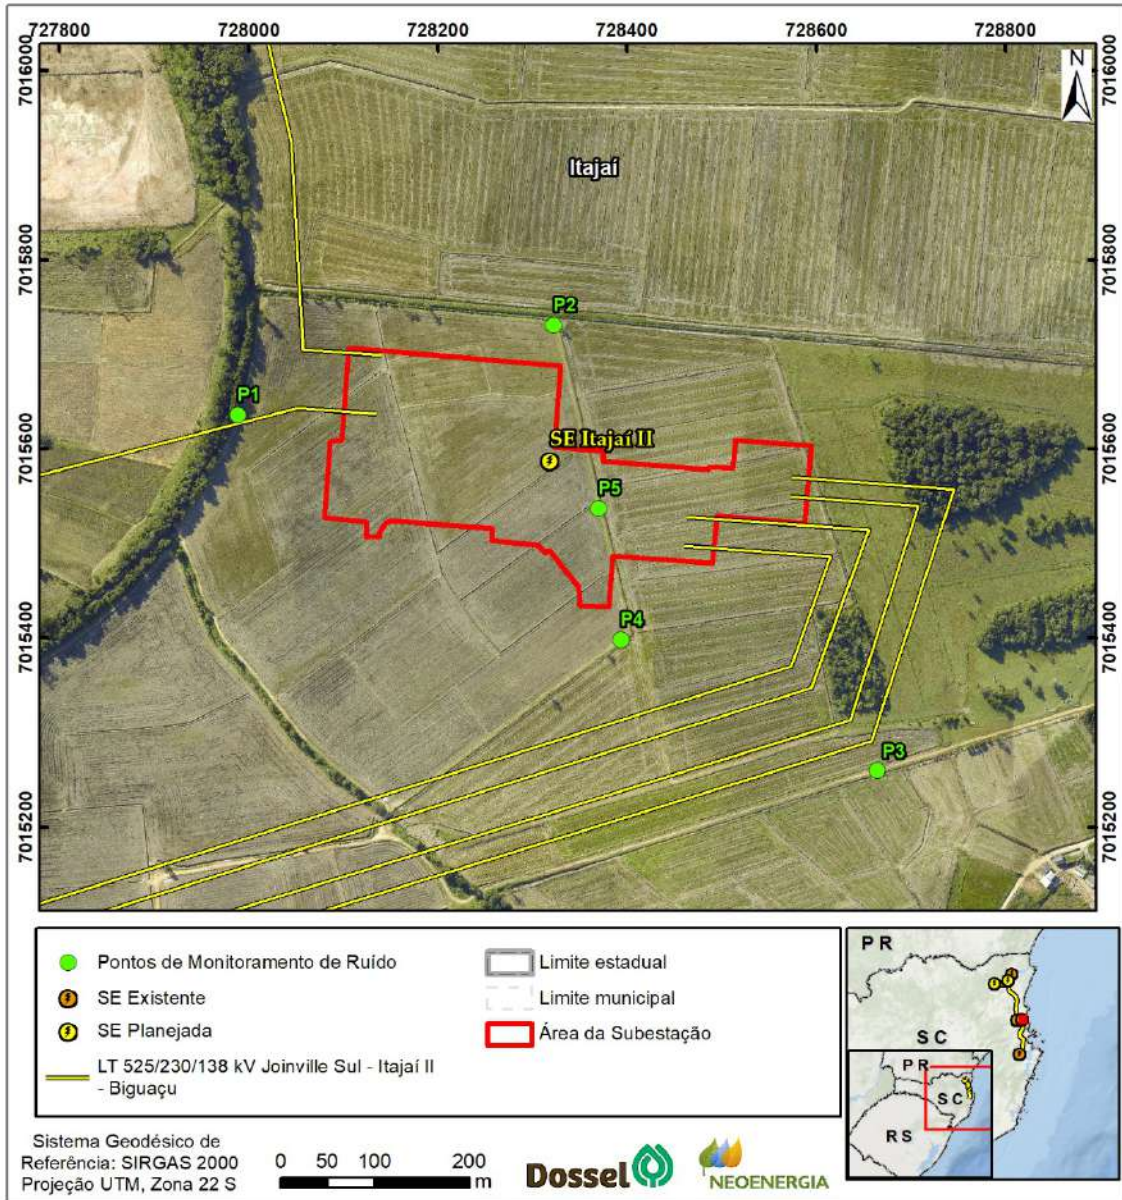 727800 728000 728200 728400 728600 728800
7016000
7016000
N
Itajaí
7015800
7015800
P2
P1
7015600
7015600
SE Itajaí II
P5
7015400
7015400
P4
P3
7015200
7015200
Pontos de Monitoramento de Ruído
SE Existente
SE Planejada
LT 525/230/138 kV Joinville Sul - Itajaí II
- Biguaçu
Limite estadual
Limite municipal
Área da Subestação
PR
SC
PR
SC
RS
Sistema Geodésico de
Referência: SIRGAS 2000
Projeção UTM, Zona 22 S
0 50 100 200
m
Dossel
NEOENERGIA